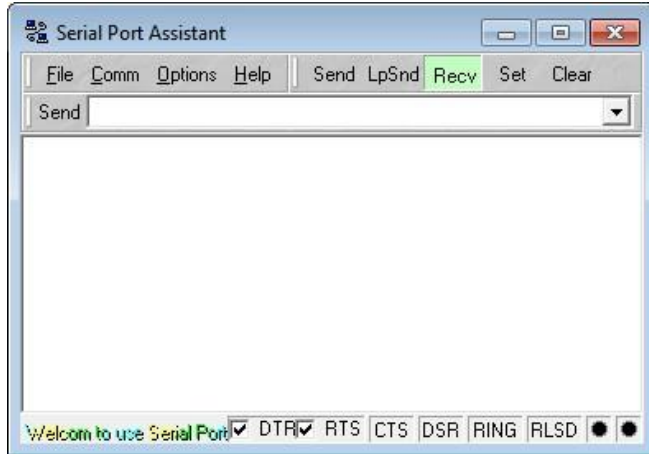 Serial Port Assistant
File Comm Options Help Send LpSnd Recv Set Clear
Send
Welcom to use Serial Port DTR RTS CTS DSR RING RLSD